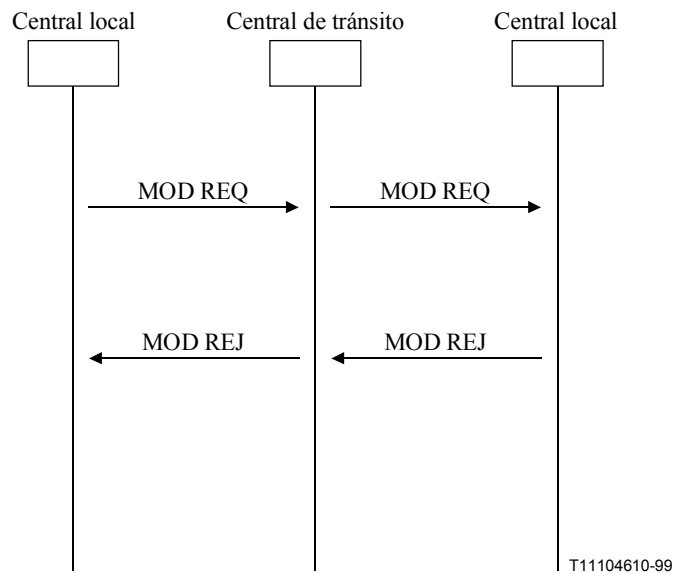 Central local
Central de tránsito
Central local
MOD REQ
MOD REQ
MOD REJ
MOD REJ
T11104610-99